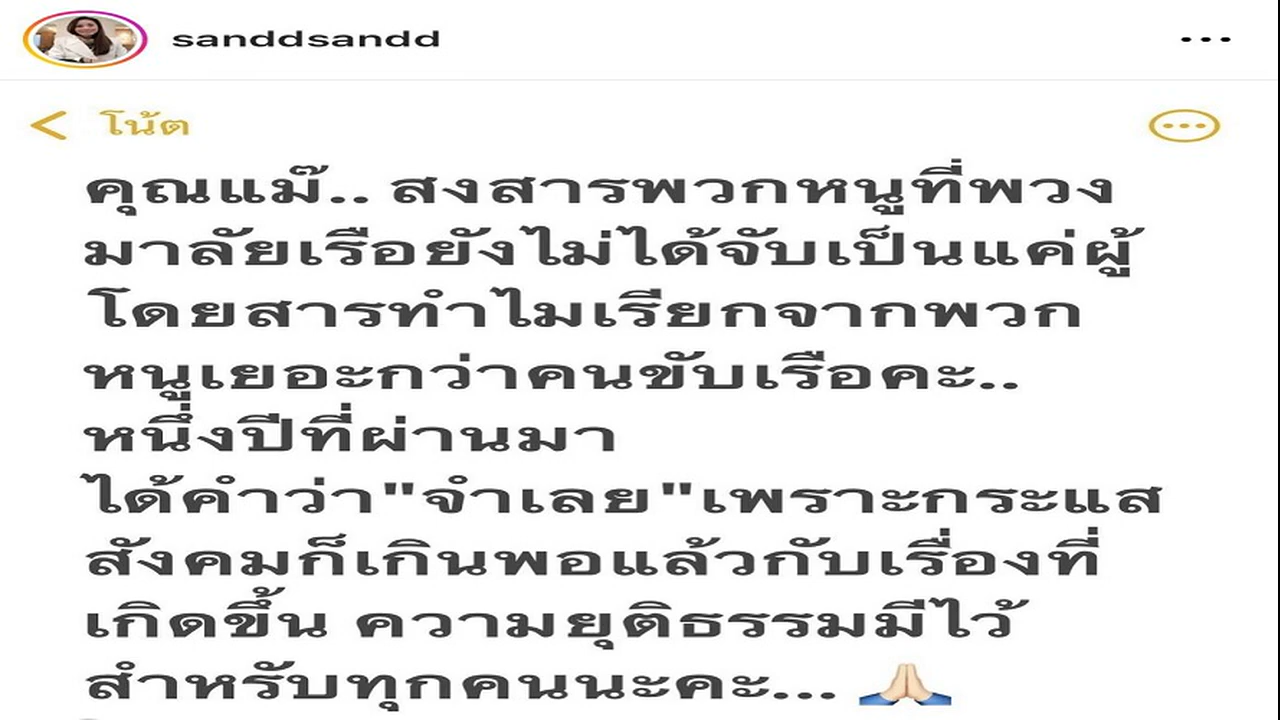 sanddsandd
โน้ต
คุณแม๊.. สงสารพวกหนูที่พวง
มาลัยเรือยังไม่ได้จับเป็นแค่ผู้
โดยสารทำไมเรียกจากพวก
หนูเยอะกว่าคนขับเรือคะ..
หนึ่งปีที่ผ่านมา
ได้คำว่า"จำเลย"เพราะกระแส
สังคมก็เกินพอแล้วกับเรื่องที่
เกิดขึ้น ความยุติธรรมมีไว้
สำหรับทุกคนนะคะ... 🙏🏻